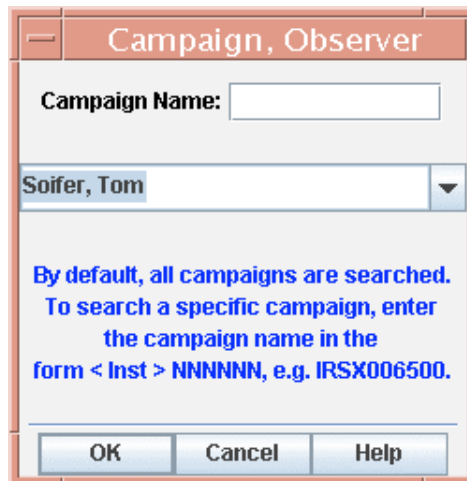 Campaign, Observer
Campaign Name:
Soifer, Tom
By default, all campaigns are searched.
To search a specific campaign, enter
the campaign name in the
form < Inst > NNNNNN, e.g. IRSX006500.
OK Cancel Help